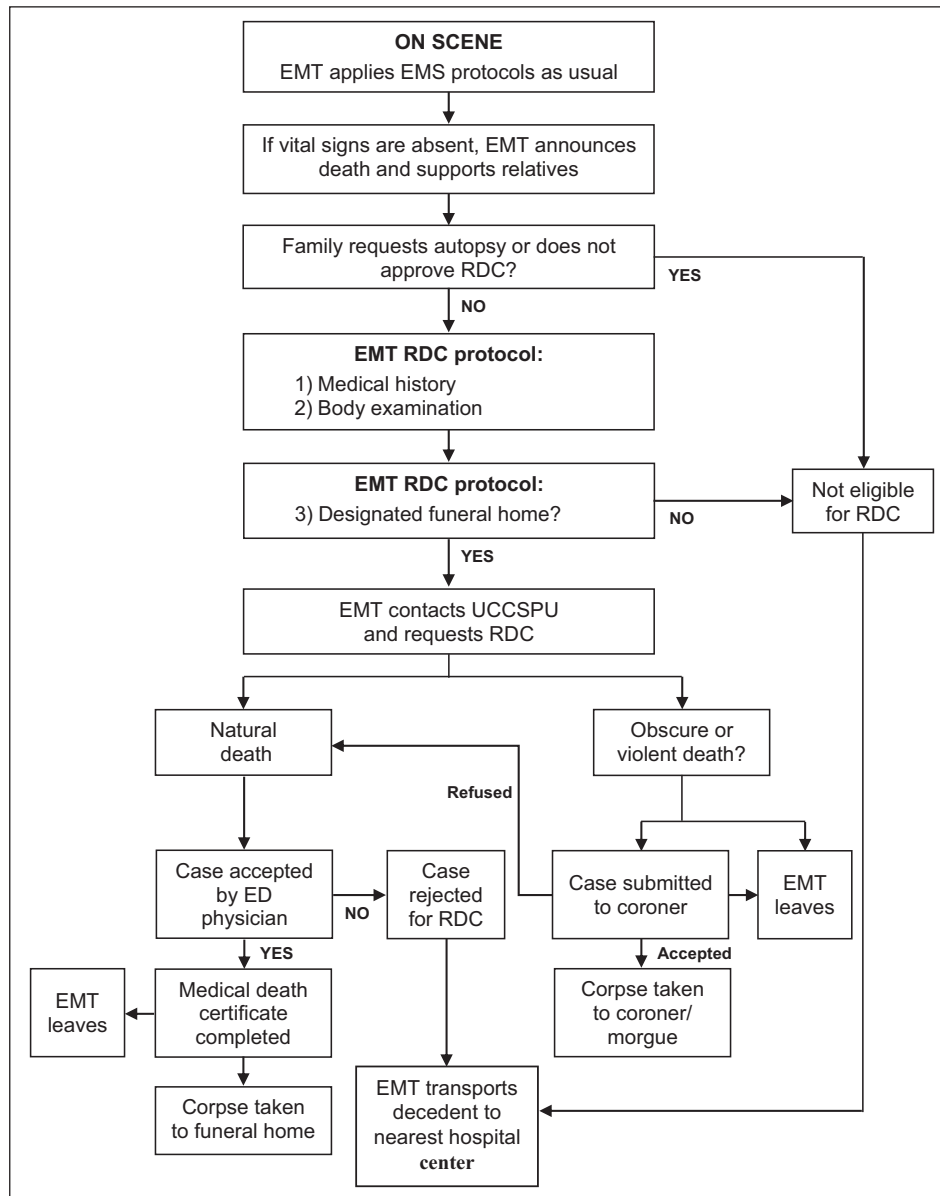 ON SCENE
EMT applies EMS protocols as usual
If vital signs are absent, EMT announces
death and supports relatives
Family requests autopsy or does not
approve RDC?
YES
NO
EMT RDC protocol:
1) Medical history
2) Body examination
EMT RDC protocol:
3) Designated funeral home?
NO
Not eligible
for RDC
YES
EMT contacts UCCSPU
and requests RDC
Natural
death
Obscure or
violent death?
Refused
Case accepted
by ED
physician
NO
Case
rejected
for RDC
Case submitted
to coroner
EMT
leaves
YES
Accepted
EMT
leaves
Medical death
certificate
completed
Corpse taken
to coroner/
morgue
Corpse taken
to funeral home
EMT transports
decedent to
nearest hospital
center